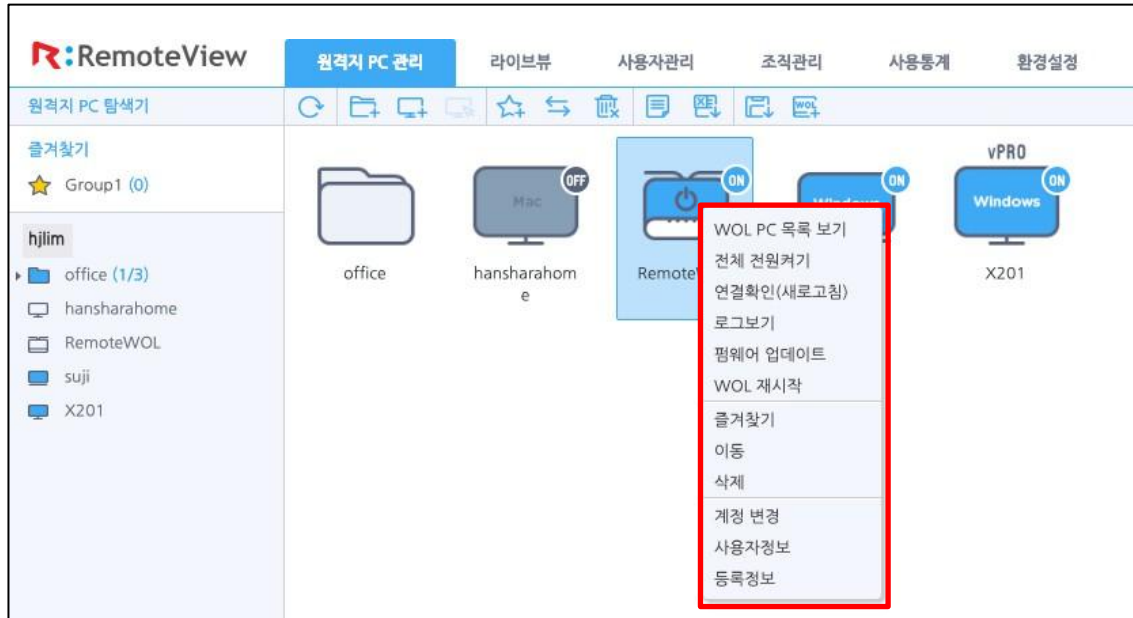 RemoteView
원격지 PC 관리
라이브뷰
사용자관리
조직관리
사용통계
환경설정
원격지 PC 탐색기
즐겨찾기
Group1 (0)
hjlim
office (1/3)
hansharahome
RemoteWOL
suji
X201
office
OFF
Mac
hansharahom
e
ON
ON
vPRO
ON
Windows
X201
WOL PC 목록 보기
전체 전원켜기
연결확인(새로고침)
로그보기
펌웨어 업데이트
WOL 재시작
즐겨찾기
이동
삭제
계정 변경
사용자정보
등록정보